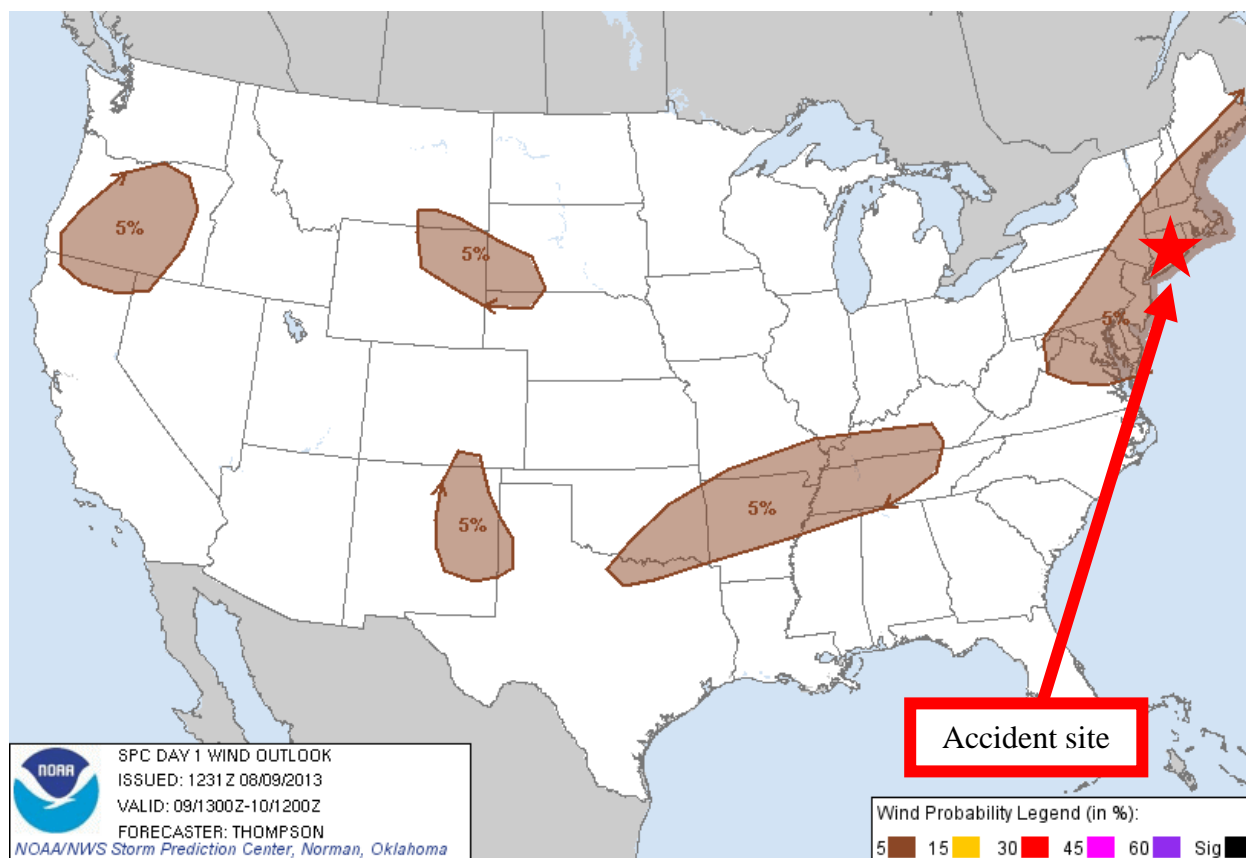 5%
5%
5%
5%
5%
Accident site
NOAA
SPC DAY 1 WIND OUTLOOK
ISSUED: 1231Z 08/09/2013
VALID: 09/1300Z-10/1200Z
FORECASTER: THOMPSON
NOAA/NWS Storm Prediction Center, Norman, Oklahoma
Wind Probability Legend (in %):
5 15 30 45 60 Sig